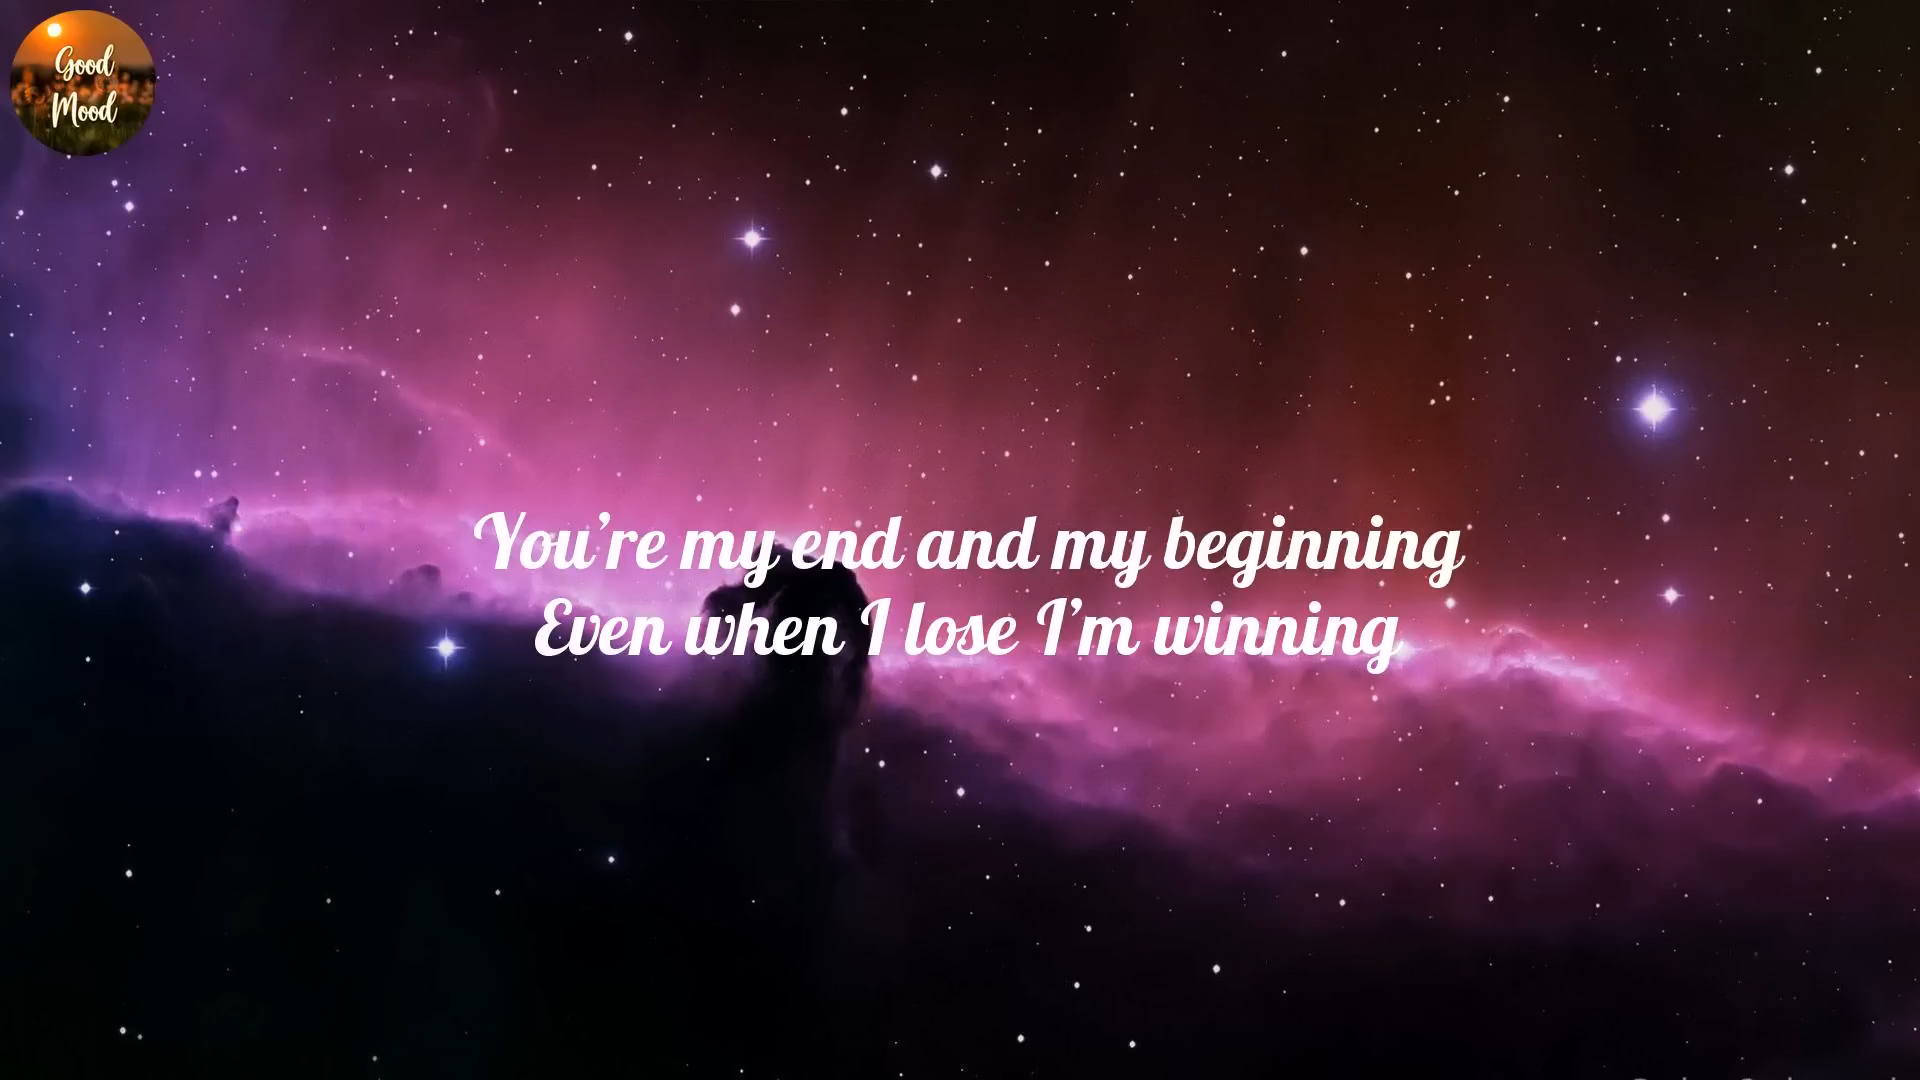 Good
Mood
You're my end and my beginning
Even when I lose I'm winning